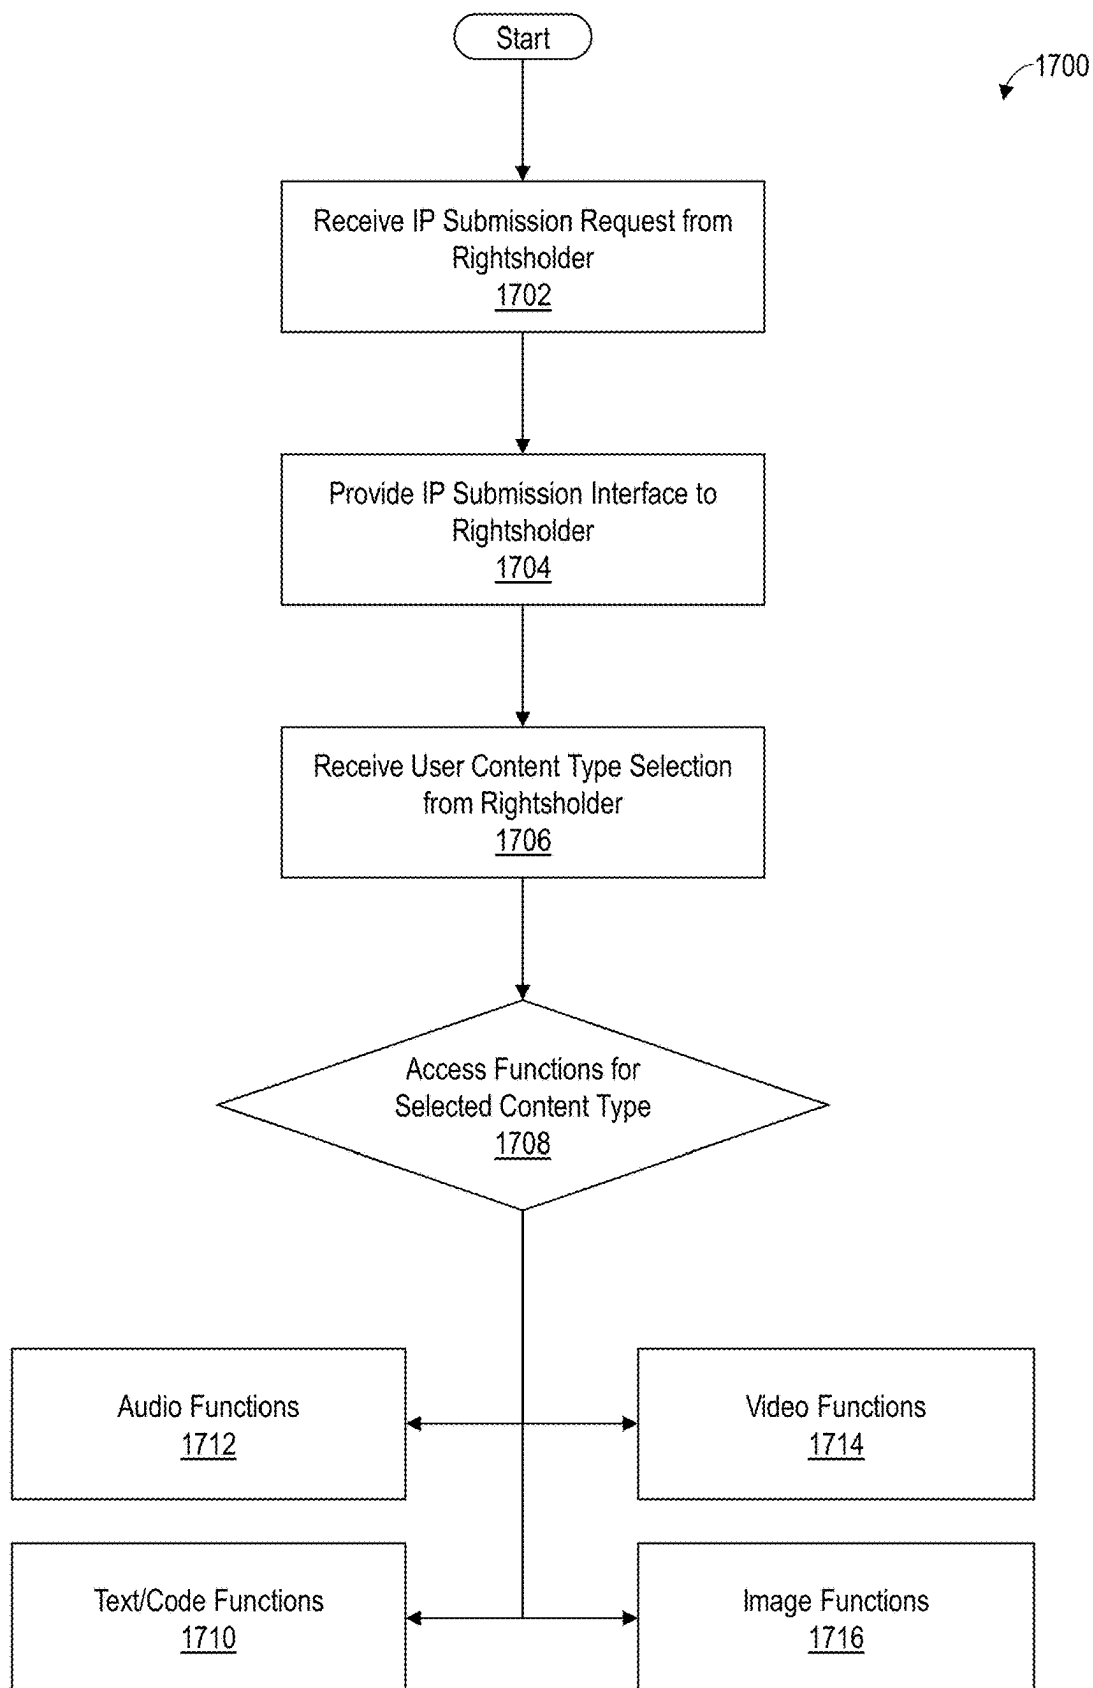 Start
1700
Receive IP Submission Request from
Rightsholder
1702
Provide IP Submission Interface to
Rightsholder
1704
Receive User Content Type Selection
from Rightsholder
1706
Access Functions for
Selected Content Type
1708
Audio Functions
1712
Video Functions
1714
Text/Code Functions
1710
Image Functions
1716